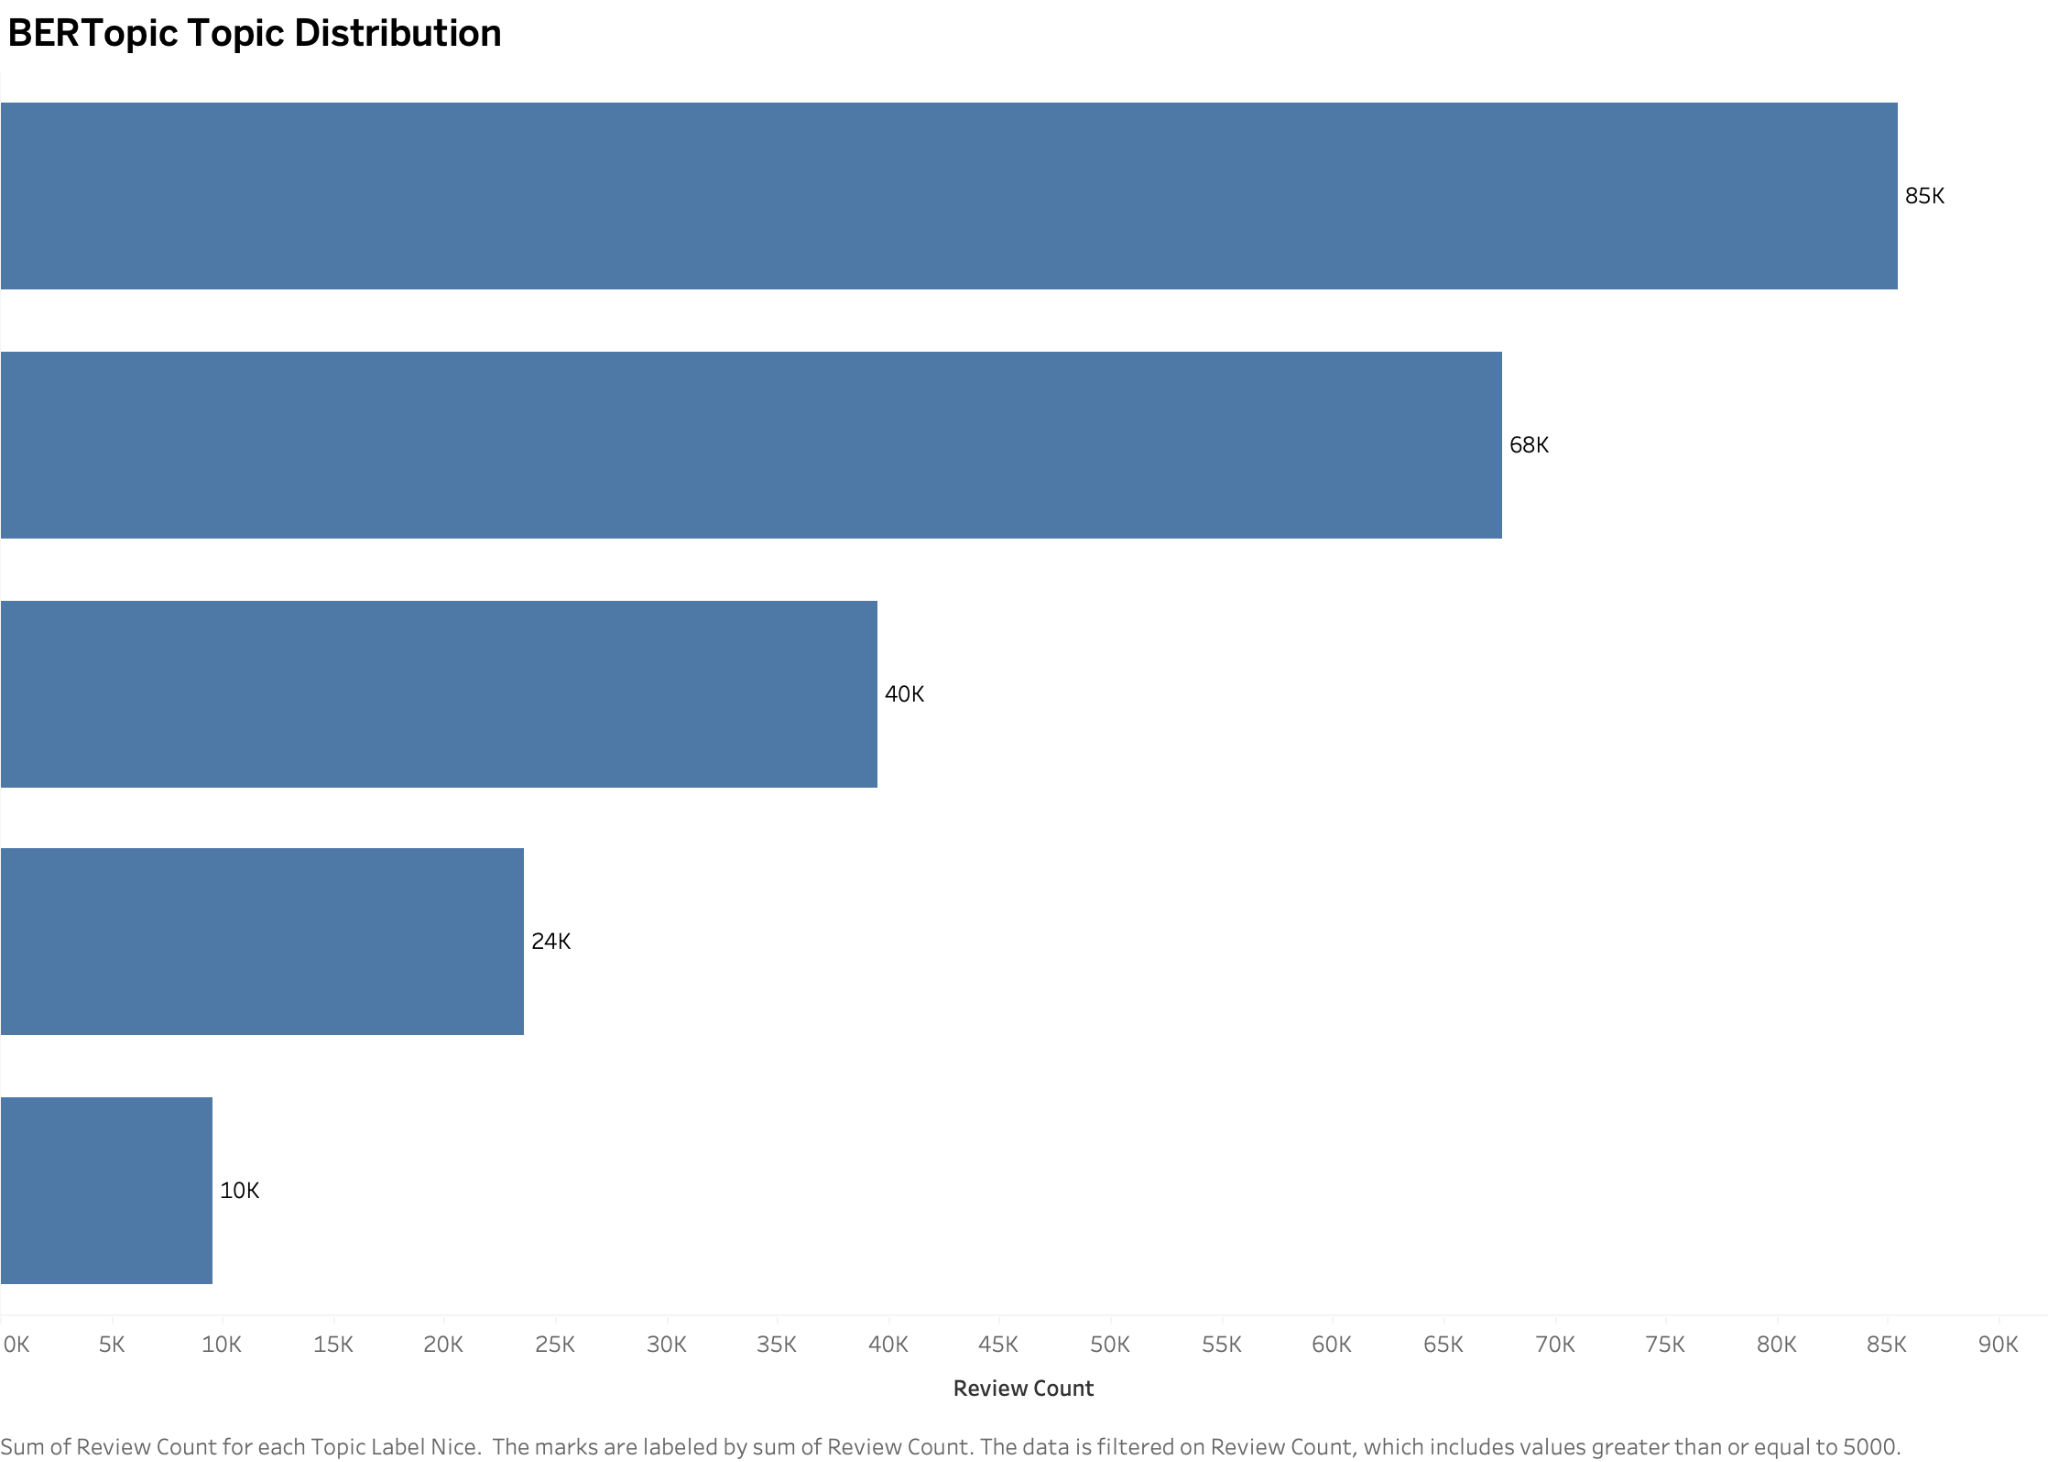 BERTopic Topic Distribution
85K
68K
40K
24K
10K
0K 5K 10K 15K 20K 25K 30K 35K 40K 45K 50K 55K 60K 65K 70K 75K 80K 85K 90K
Review Count
Sum of Review Count for each Topic Label Nice.  The marks are labeled by sum of Review Count. The data is filtered on Review Count, which includes values greater than or equal to 5000.